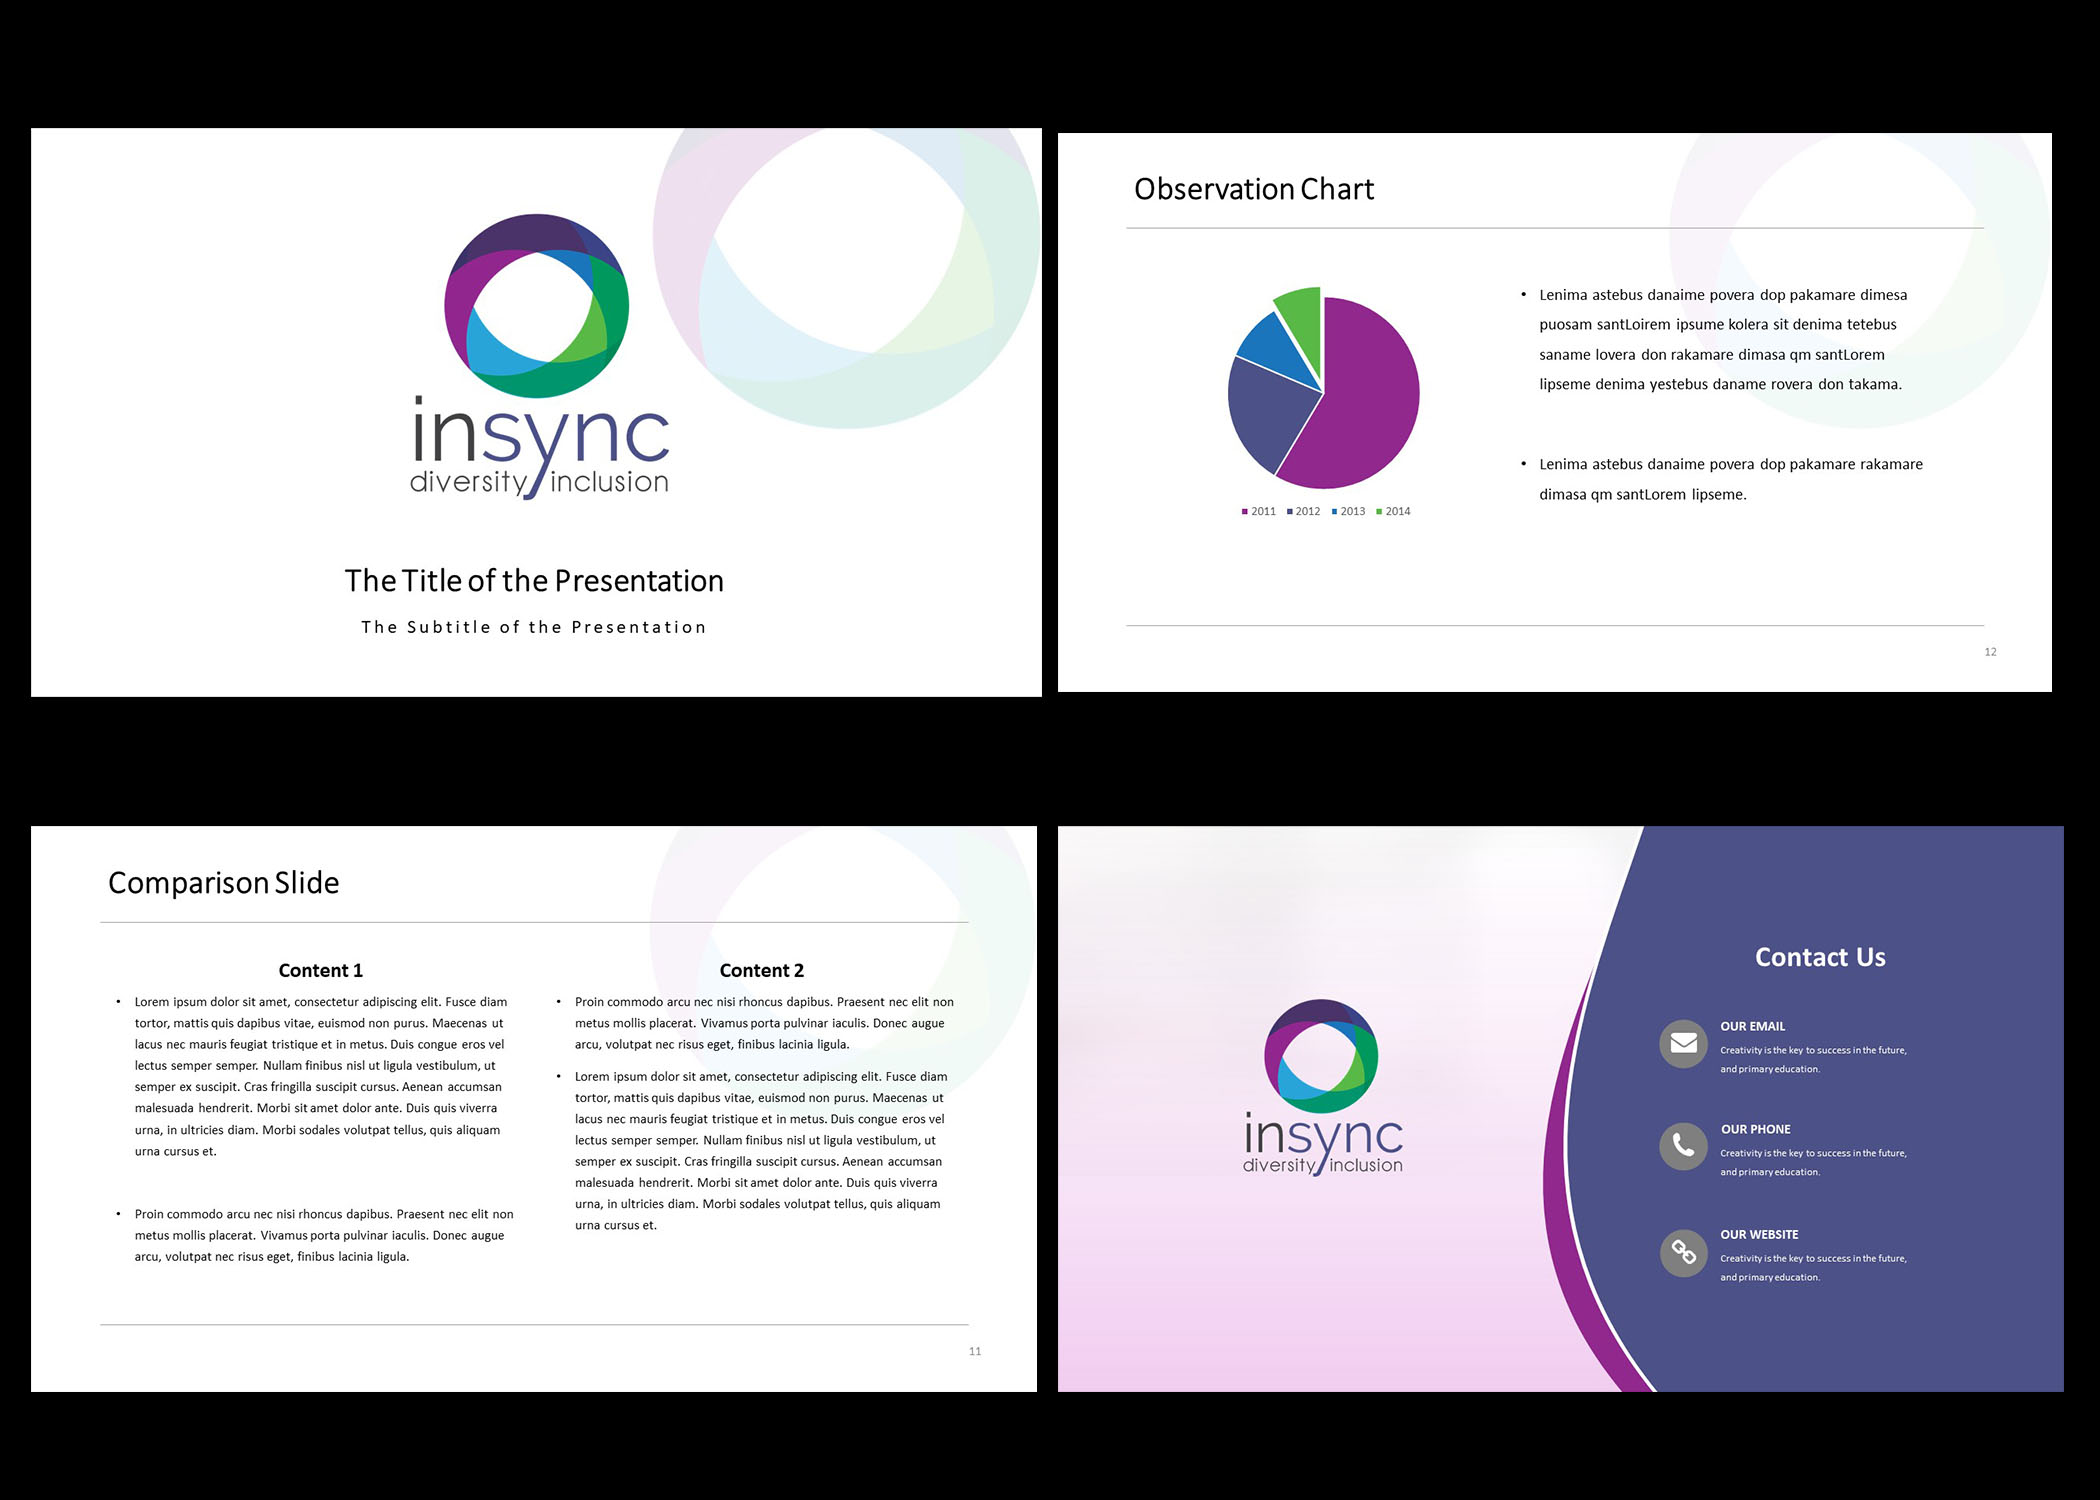 insync
diversity inclusion
The Title of the Presentation
The Subtitle of the Presentation
Observation Chart
• Lenima astebus danaime povera dop pakamare dimesa
puosam santLoirem ipsume kolera sit denima tetebus
saname lovera don rakamare dimasa qm santLorem
lipseme denima yestebus daname rovera don takama.
• Lenima astebus danaime povera dop pakamare rakamare
dimasa qm santLorem lipseme.
2011 2012 2013 2014
12
Comparison Slide
Content 1
• Lorem ipsum dolor sit amet, consectetur adipiscing elit. Fusce diam
tortor, mattis quis dapibus vitae, euismod non purus. Maecenas ut
lacus nec mauris feugiat tristique et in metus. Duis congue eros vel
lectus semper semper. Nullam finibus nisl ut ligula vestibulum, ut
semper ex suscipit. Cras fringilla suscipit cursus. Aenean accumsan
malesuada hendrerit. Morbi sit amet dolor ante. Duis quis viverra
urna, in ultricies diam. Morbi sodales volutpat tellus, quis aliquam
urna cursus et.
• Proin commodo arcu nec nisi rhoncus dapibus. Praesent nec elit non
metus mollis placerat. Vivamus porta pulvinar iaculis. Donec augue
arcu, volutpat nec risus eget, finibus lacinia ligula.
Content 2
• Proin commodo arcu nec nisi rhoncus dapibus. Praesent nec elit non
metus mollis placerat. Vivamus porta pulvinar iaculis. Donec augue
arcu, volutpat nec risus eget, finibus lacinia ligula.
• Lorem ipsum dolor sit amet, consectetur adipiscing elit. Fusce diam
tortor, mattis quis dapibus vitae, euismod non purus. Maecenas ut
lacus nec mauris feugiat tristique et in metus. Duis congue eros vel
lectus semper semper. Nullam finibus nisl ut ligula vestibulum, ut
semper ex suscipit. Cras fringilla suscipit cursus. Aenean accumsan
malesuada hendrerit. Morbi sit amet dolor ante. Duis quis viverra
urna, in ultricies diam. Morbi sodales volutpat tellus, quis aliquam
urna cursus et.
11
insync
diversity inclusion
Contact Us
OUR EMAIL
Creativity is the key to success in the future,
and primary education.
OUR PHONE
Creativity is the key to success in the future,
and primary education.
OUR WEBSITE
Creativity is the key to success in the future,
and primary education.